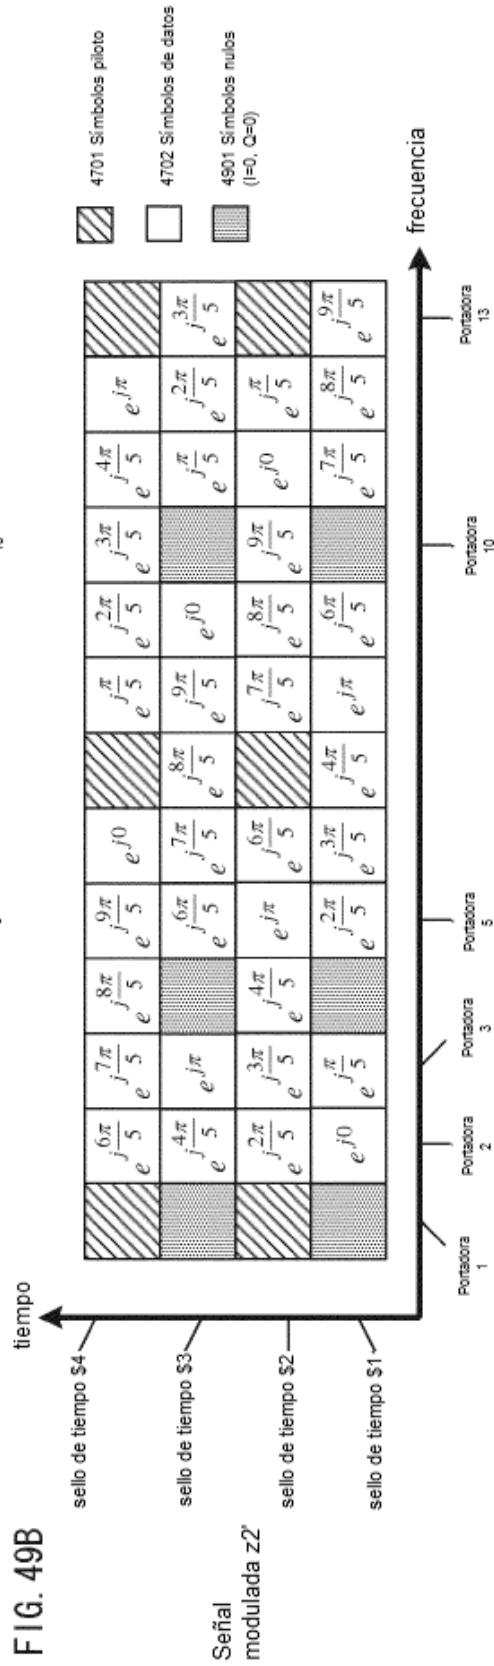 FIG. 49B
Señal
modulada z2'
tiempo
4701 Símbolos piloto
4702 Símbolos de datos
4901 Símbolos nulos
(I=0, Q=0)
sello de tiempo $4
e^{j6π/5} e^{j7π/5} e^{j8π/5} e^{j9π/5} e^{j0} e^{jπ/5} e^{j2π/5} e^{j3π/5} e^{j4π/5} e^{jπ}
sello de tiempo $3
e^{j4π/5} e^{jπ} e^{j6π/5} e^{j7π/5} e^{j8π/5} e^{j9π/5} e^{j0} e^{jπ/5} e^{j2π/5} e^{j3π/5}
sello de tiempo $2
e^{j2π/5} e^{j3π/5} e^{j4π/5} e^{jπ} e^{j6π/5} e^{j7π/5} e^{j8π/5} e^{j9π/5} e^{j0} e^{jπ/5}
sello de tiempo $1
e^{j0} e^{jπ/5} e^{j2π/5} e^{j3π/5} e^{j4π/5} e^{jπ} e^{j6π/5} e^{j7π/5} e^{j8π/5} e^{j9π/5}
frecuencia
Portadora
1
Portadora
2
Portadora
3
Portadora
5
Portadora
10
Portadora
13